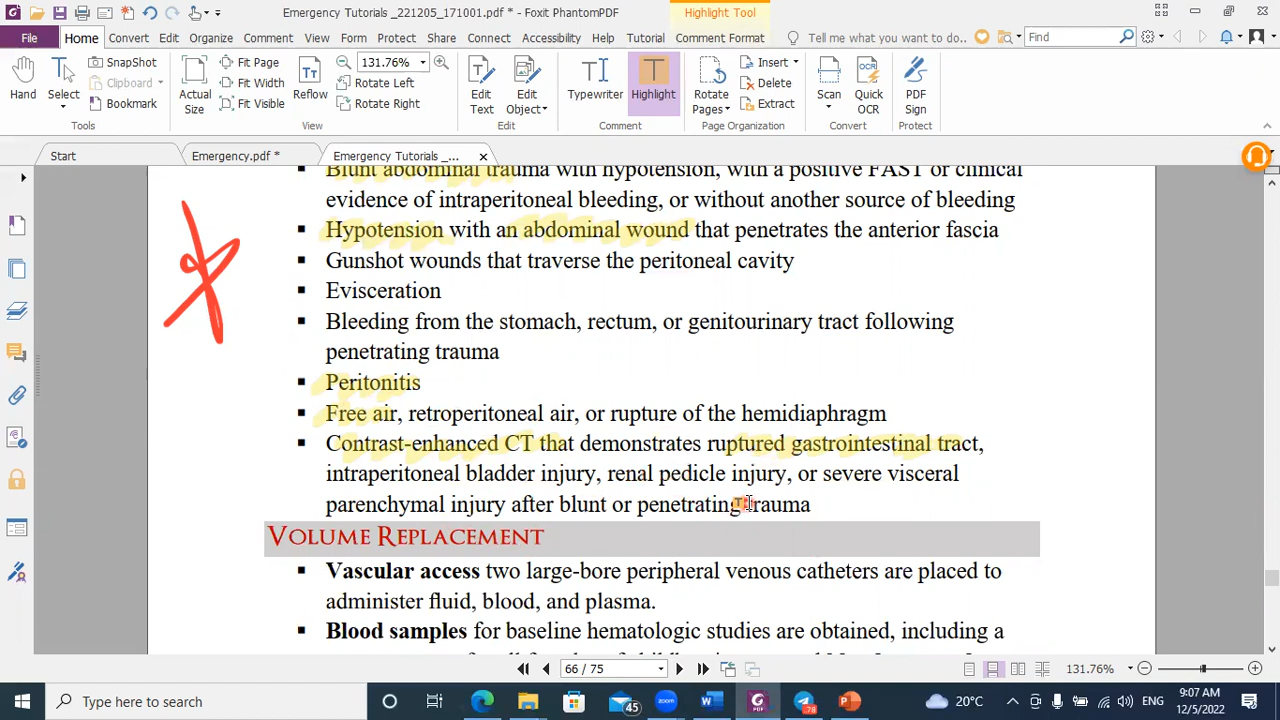 Emergency Tutorials _221205_171001.pdf * - Foxit PhantomPDF
Highlight Tool
File Home Convert Edit Organize Comment View Form Protect Share Connect Accessibility Help Tutorial Comment Format Tell me what you want to do.. Find
SnapShot
Clipboard
Bookmark
Hand Select
Actual Size
Fit Page
Fit Width
Fit Visible
Reflow
131.76%
Rotate Left
Rotate Right
Edit Text
Edit Object
Typewriter
Highlight
Rotate Pages
Insert
Delete
Extract
Scan
Quick OCR
PDF Sign
Tools View Edit Comment Page Organization Convert Protect
Start Emergency.pdf * Emergency Tutorials _...
▪ Blunt abdominal trauma with hypotension, with a positive FAST or clinical
evidence of intraperitoneal bleeding, or without another source of bleeding
▪ Hypotension with an abdominal wound that penetrates the anterior fascia
▪ Gunshot wounds that traverse the peritoneal cavity
▪ Evisceration
▪ Bleeding from the stomach, rectum, or genitourinary tract following
penetrating trauma
▪ Peritonitis
▪ Free air, retroperitoneal air, or rupture of the hemidiaphragm
▪ Contrast-enhanced CT that demonstrates ruptured gastrointestinal tract,
intraperitoneal bladder injury, renal pedicle injury, or severe visceral
parenchymal injury after blunt or penetrating trauma
VOLUME REPLACEMENT
▪ Vascular access two large-bore peripheral venous catheters are placed to
administer fluid, blood, and plasma.
▪ Blood samples for baseline hematologic studies are obtained, including a
66 / 75
131.76%
Type here to search
45
zoom
78
20°C
ENG
9:07 AM
12/5/2022